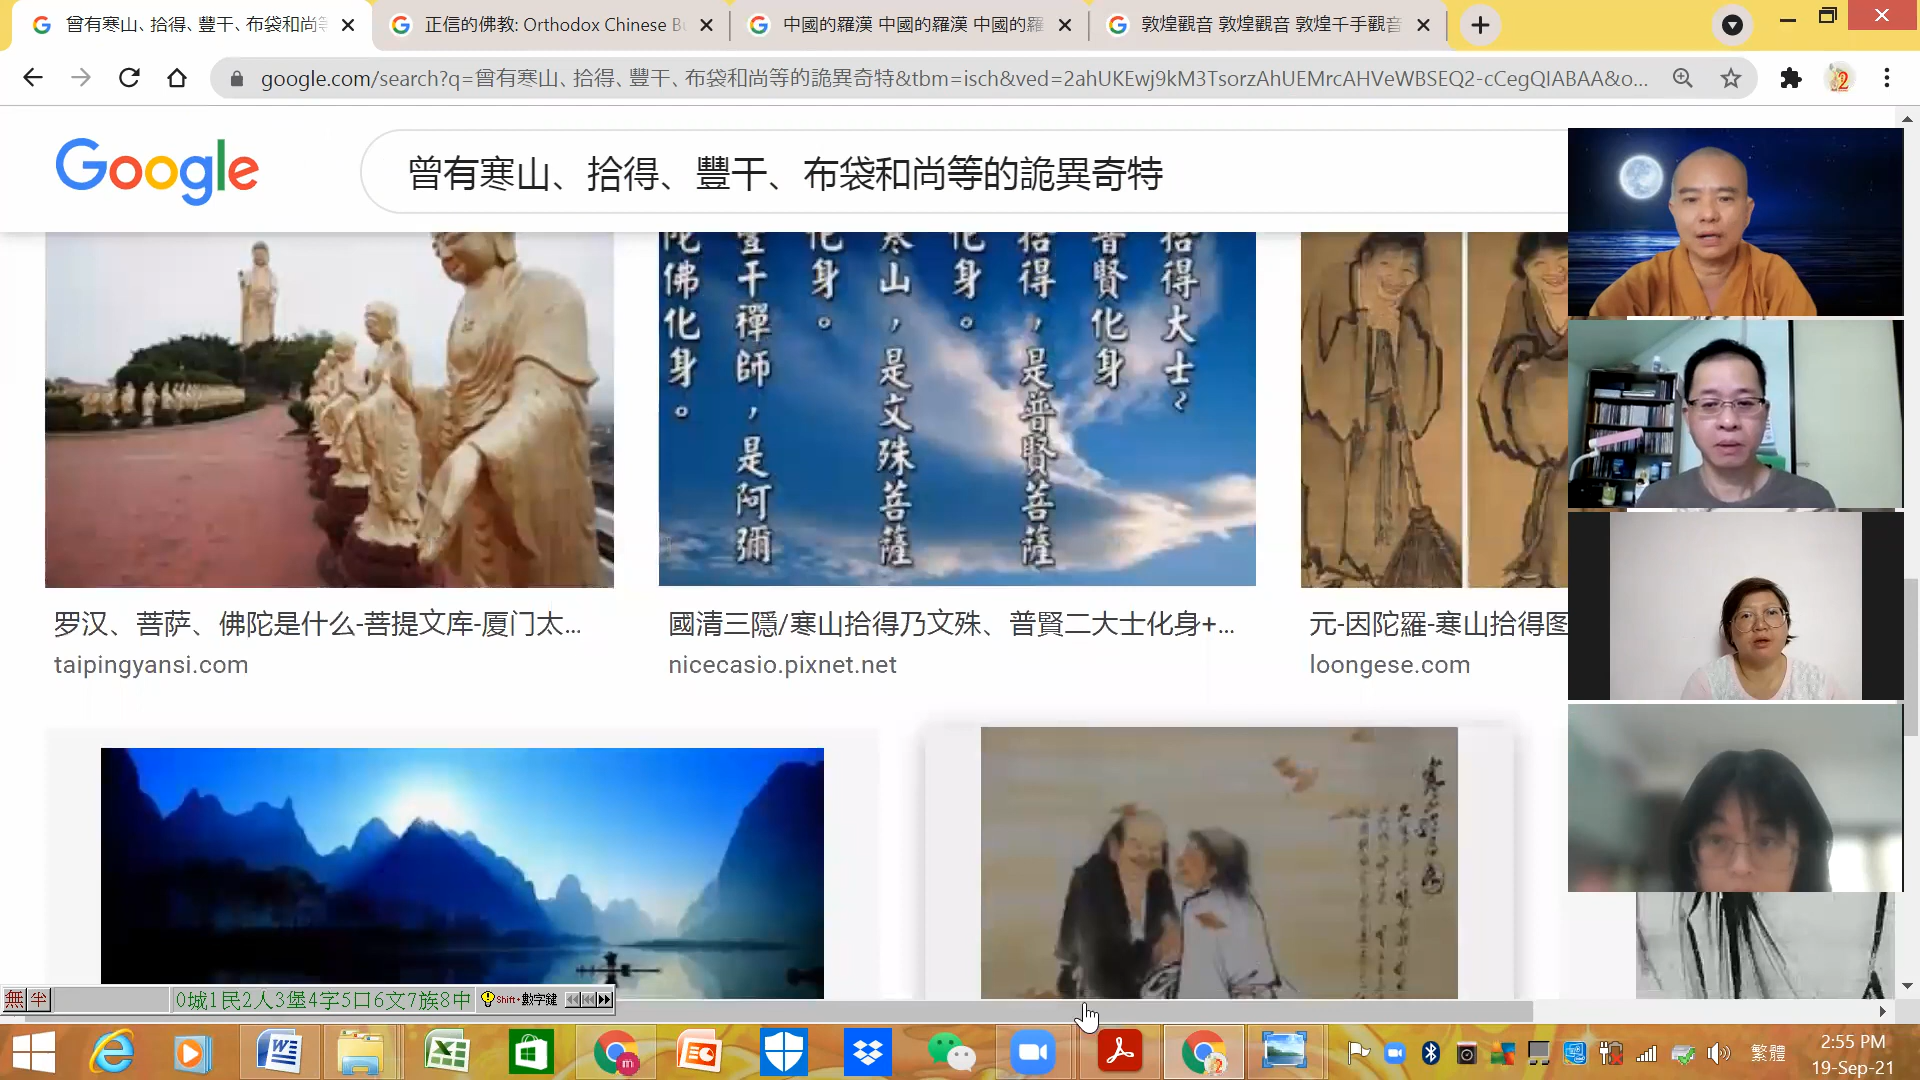 曾有寒山、拾得、豐干、布袋和尚等
正信的佛教: Orthodox Chinese Bu
中國的羅漢 中國的羅漢 中國的羅
敦煌觀音 敦煌觀音 敦煌千手觀音
google.com/search?q=曾有寒山、拾得、豐干、布袋和尚等的詭異奇特&tbm=isch&ved=2ahUKEwj9kM3TsorzAhUEMrcAHVeWBSEQ2-cCegQIABAA&o...
Google
曾有寒山、拾得、豐干、布袋和尚等的詭異奇特
拾得大士~
普賢化身
拾得，是普賢菩薩
化身。
寒山，是文殊菩薩
化身。
豐干禪師，是阿彌
陀佛化身。
罗汉、菩萨、佛陀是什么-菩提文库-厦门太...
taipingyansi.com
國清三隱/寒山拾得乃文殊、普賢二大士化身+...
nicecasio.pixnet.net
元-因陀羅-寒山拾得图
loongese.com
無 半
0城1民2人3堡4字5口6文7族8中
Shift+數字鍵
繁體
2:55 PM
19-Sep-21